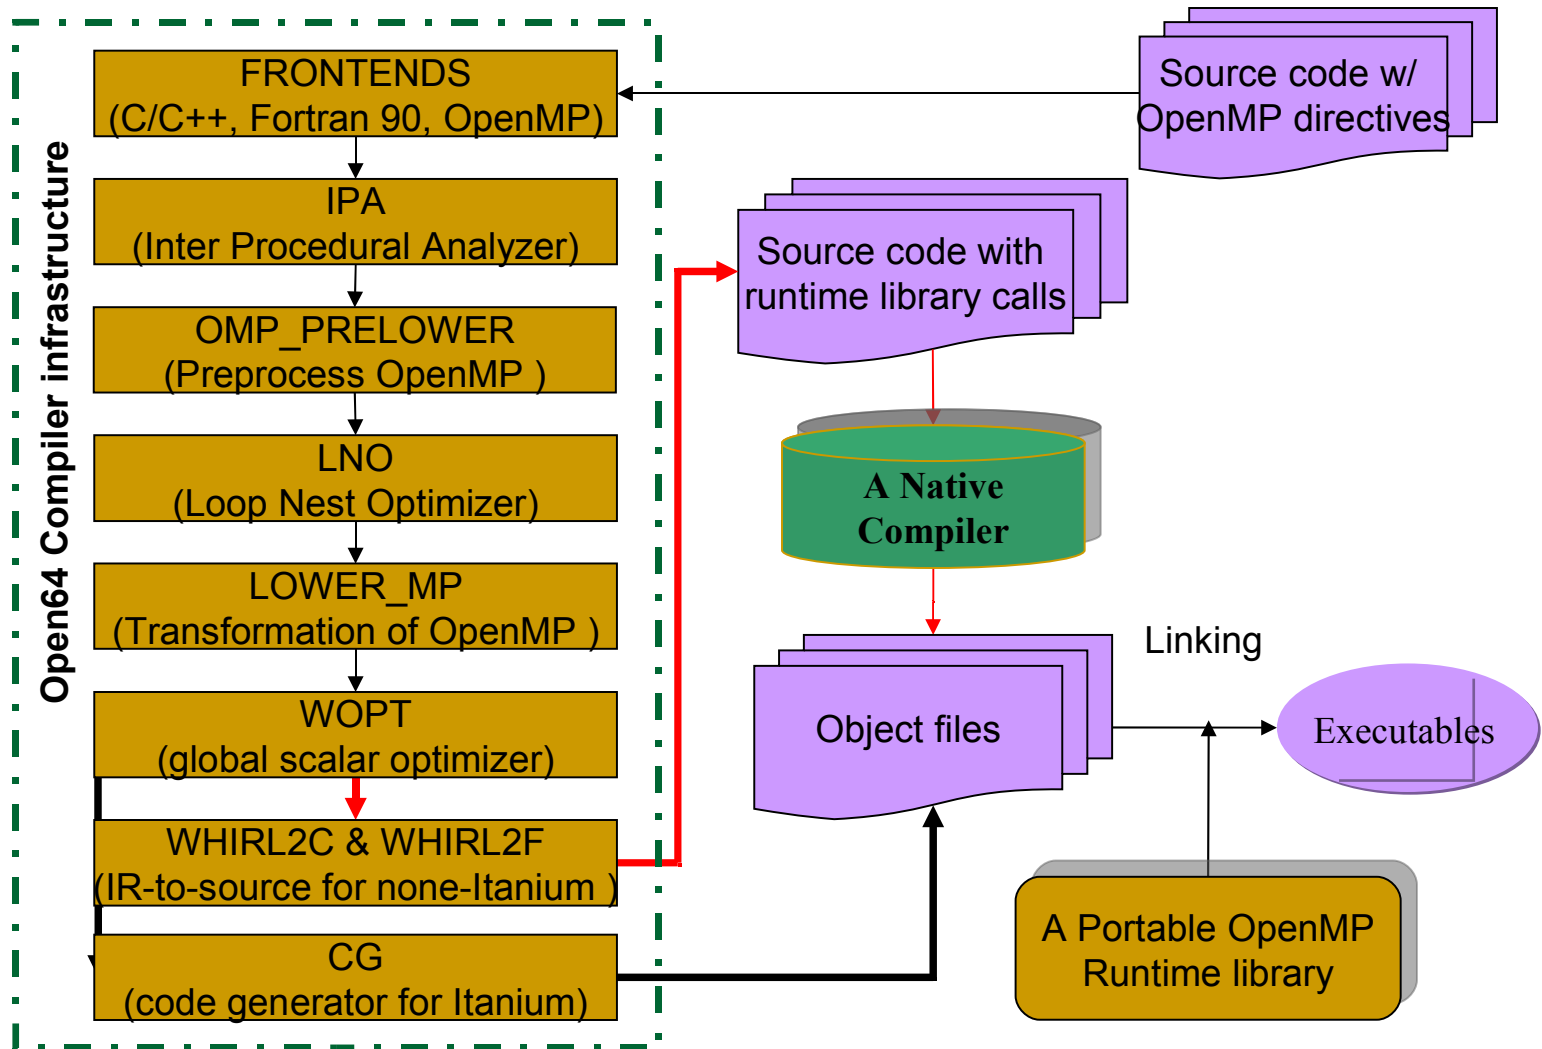 Open64 Compiler infrastructure
FRONTENDS
(C/C++, Fortran 90, OpenMP)
IPA
(Inter Procedural Analyzer)
OMP_PRELOWER
(Preprocess OpenMP )
LNO
(Loop Nest Optimizer)
LOWER_MP
(Transformation of OpenMP )
WOPT
(global scalar optimizer)
WHIRL2C & WHIRL2F
(IR-to-source for none-Itanium )
CG
(code generator for Itanium)
Source code w/
OpenMP directives
Source code with
runtime library calls
A Native
Compiler
Object files
Linking
Executables
A Portable OpenMP
Runtime library